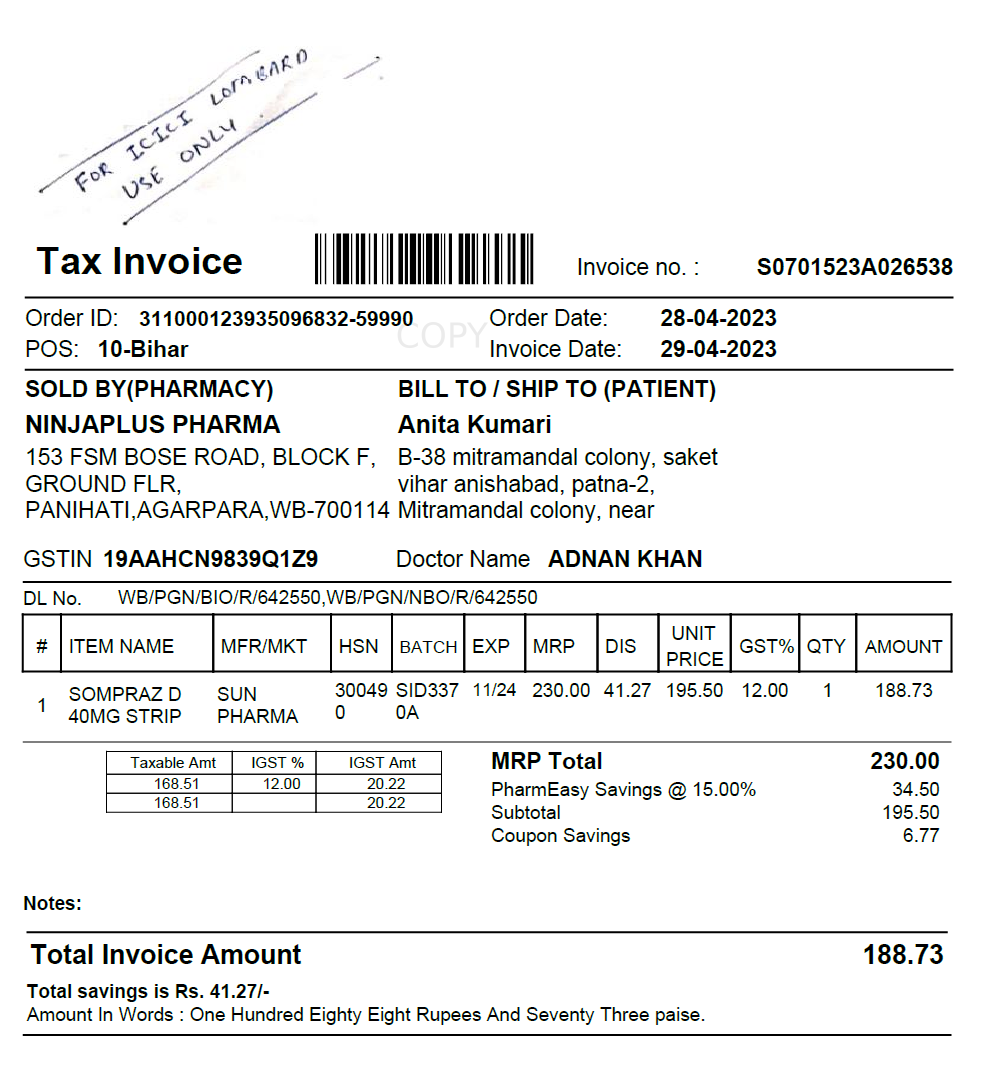 FOR ICICI LOMBARD
USE ONLY
Tax Invoice
Invoice no. : S0701523A026538
Order ID: 311000123935096832-59990
COPY
Order Date: 28-04-2023
POS: 10-Bihar
Invoice Date: 29-04-2023
SOLD BY(PHARMACY)
NINJAPLUS PHARMA
153 FSM BOSE ROAD, BLOCK F,
GROUND FLR,
PANIHATI,AGARPARA,WB-700114
BILL TO / SHIP TO (PATIENT)
Anita Kumari
B-38 mitramandal colony, saket
vihar anishabad, patna-2,
Mitramandal colony, near
GSTIN 19AAHCN9839Q1Z9
Doctor Name ADNAN KHAN
DL No. WB/PGN/BIO/R/642550,WB/PGN/NBO/R/642550
# ITEM NAME MFR/MKT HSN BATCH EXP MRP DIS UNIT PRICE GST% QTY AMOUNT
1 SOMPRAZ D 40MG STRIP SUN PHARMA 300490 SID3370A 11/24 230.00 41.27 195.50 12.00 1 188.73
Taxable Amt IGST % IGST Amt
168.51 12.00 20.22
168.51 20.22
MRP Total 230.00
PharmEasy Savings @ 15.00% 34.50
Subtotal 195.50
Coupon Savings 6.77
Notes:
Total Invoice Amount 188.73
Total savings is Rs. 41.27/-
Amount In Words : One Hundred Eighty Eight Rupees And Seventy Three paise.